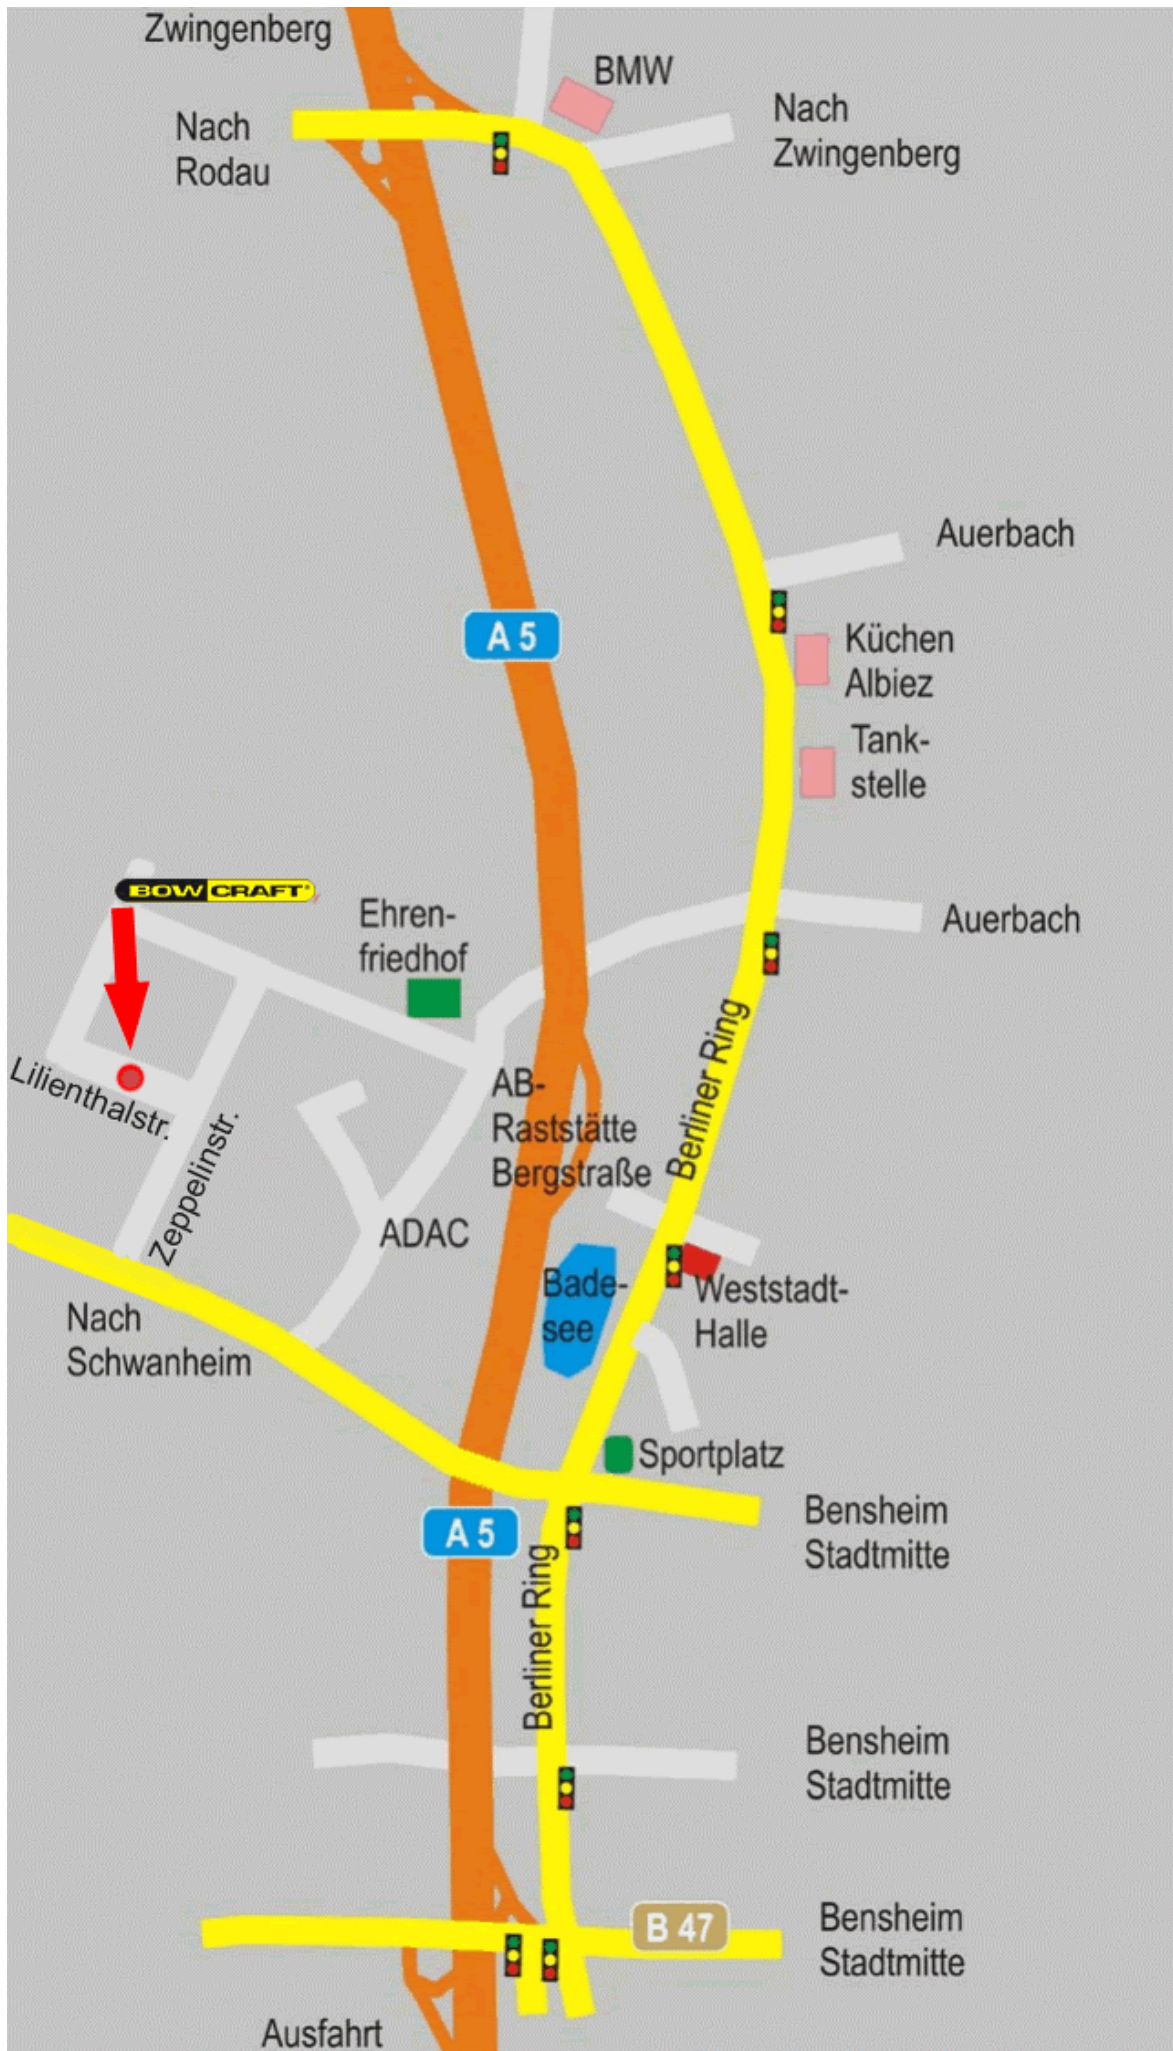 Zwingenberg
BMW
Nach
Rodau
Nach
Zwingenberg
Auerbach
A 5
Küchen
Albiez
Tank-
stelle
BOW CRAFT®
Ehren-
friedhof
Auerbach
Berliner Ring
Lilienthalstr.
Zeppelinstr.
AB-
Raststätte
Bergstraße
ADAC
Bade-
see
Weststadt-
Halle
Nach
Schwanheim
Sportplatz
Bensheim
Stadtmitte
A 5
Berliner Ring
Bensheim
Stadtmitte
B 47
Bensheim
Stadtmitte
Ausfahrt